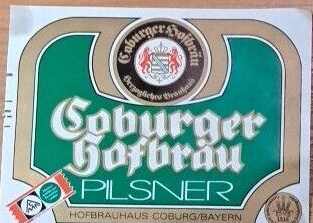 Coburger Hofbräu
Herzogliches Brauhaus
Coburger
Hofbräu
PILSNER
HOFBRAUHAUS COBURG/BAYERN